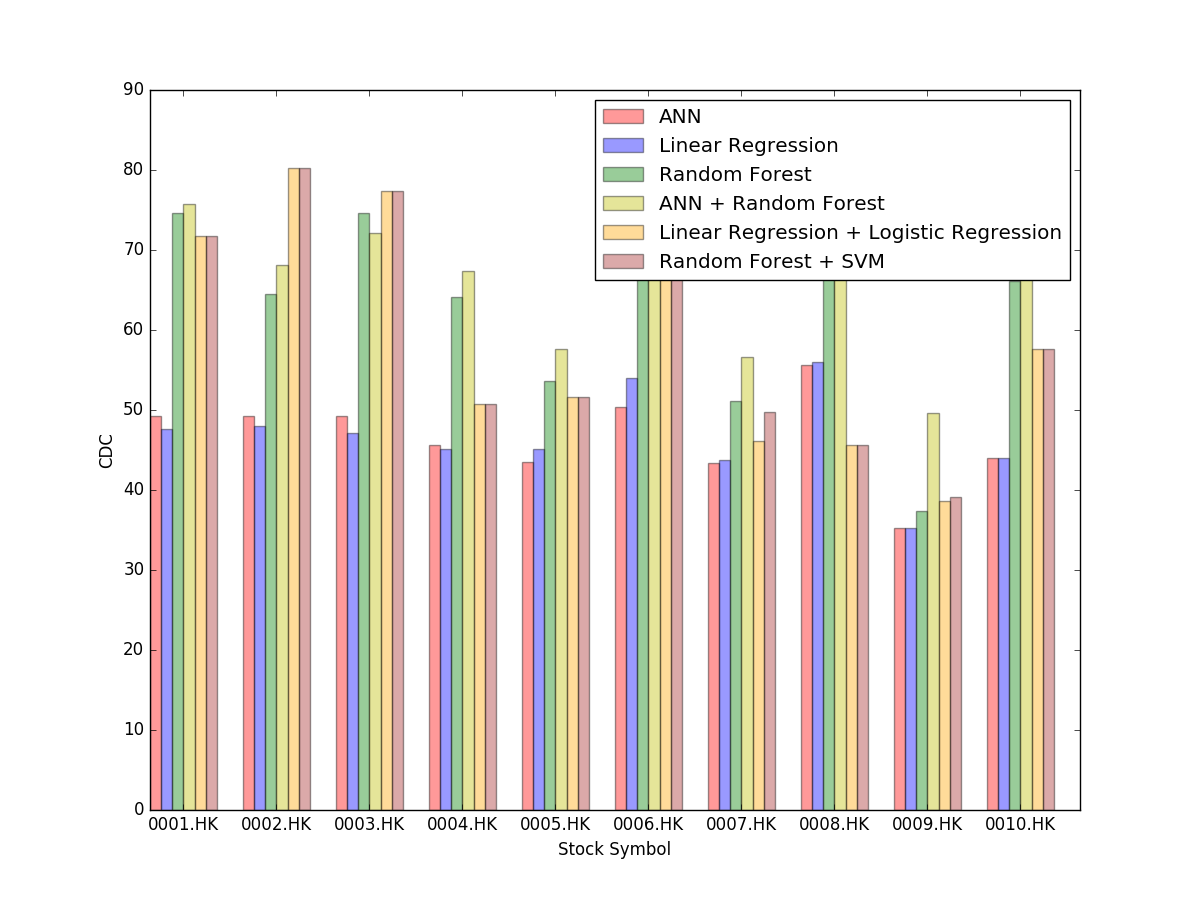 90
80
70
60
50
40
30
20
10
0
CDC
ANN
Linear Regression
Random Forest
ANN + Random Forest
Linear Regression + Logistic Regression
Random Forest + SVM
0001.HK 0002.HK 0003.HK 0004.HK 0005.HK 0006.HK 0007.HK 0008.HK 0009.HK 0010.HK
Stock Symbol